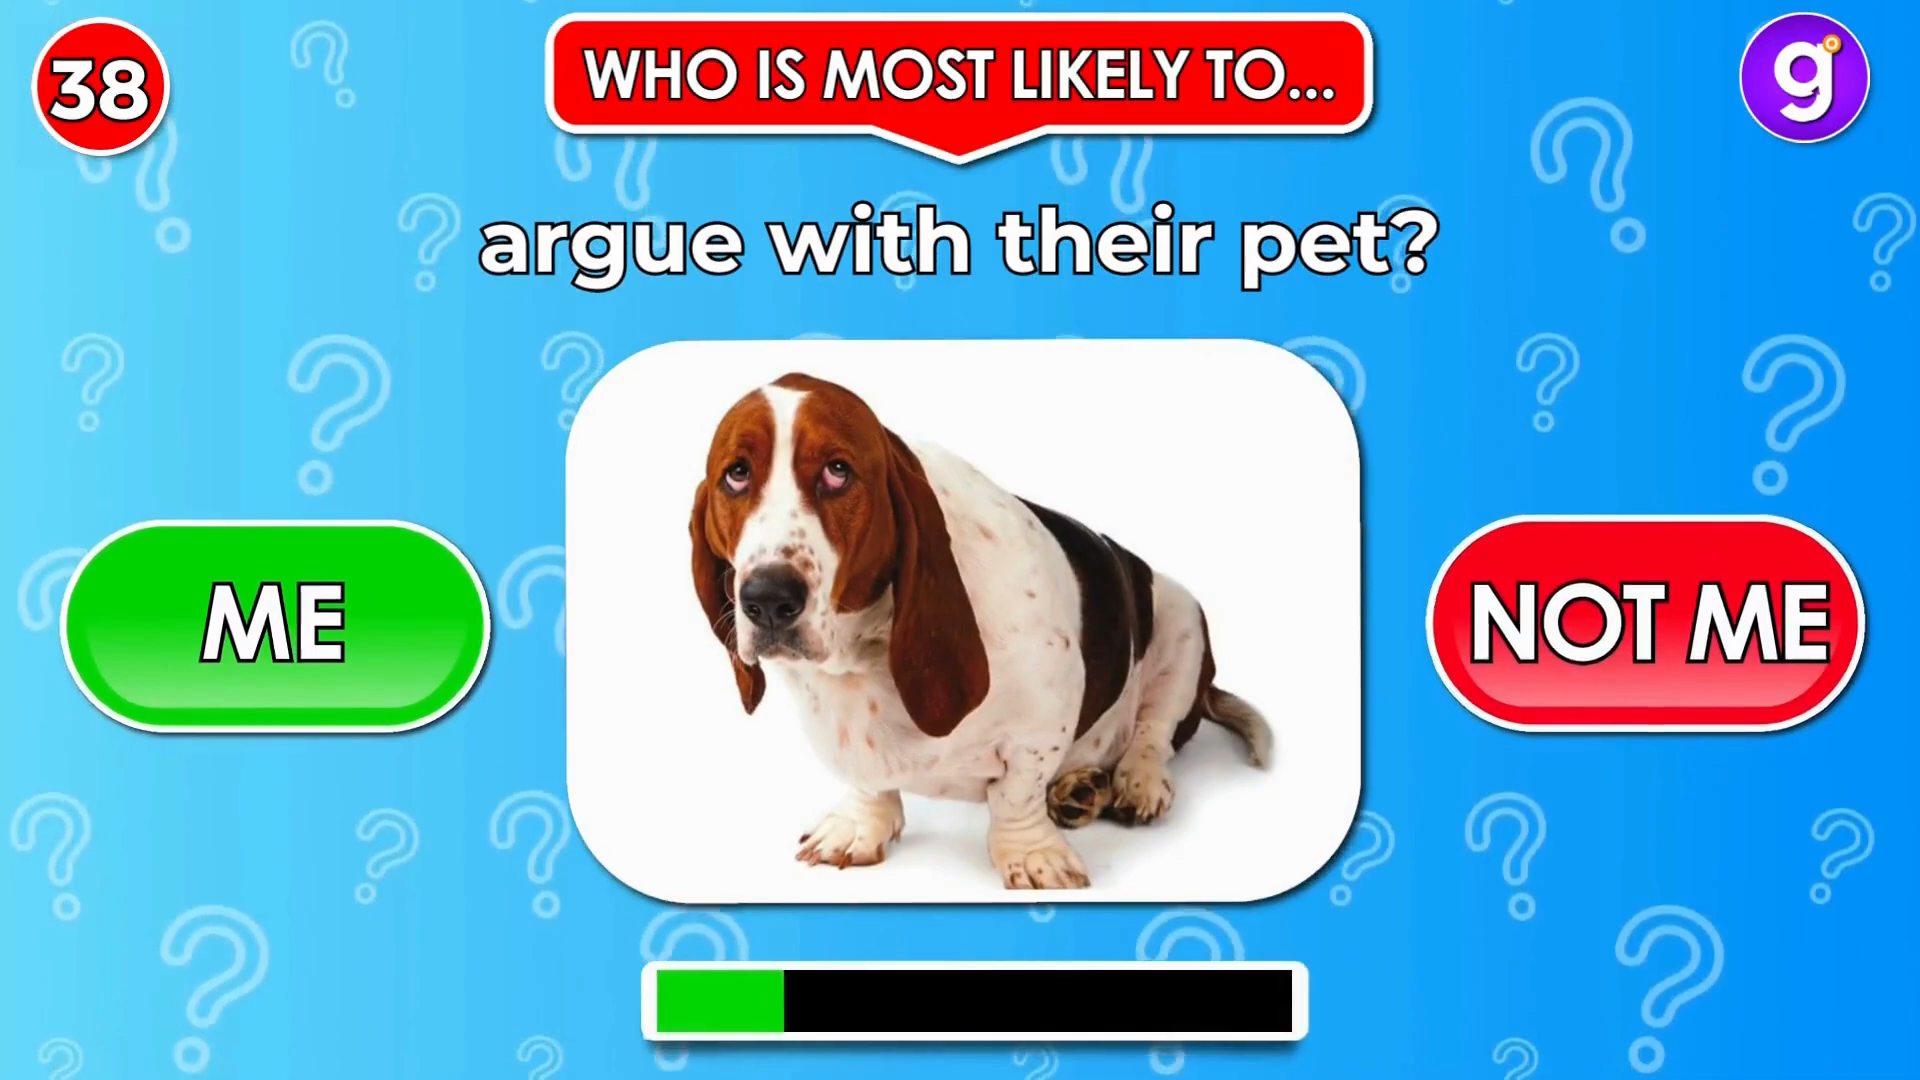 38
WHO IS MOST LIKELY TO...
g
argue with their pet?
ME
NOT ME